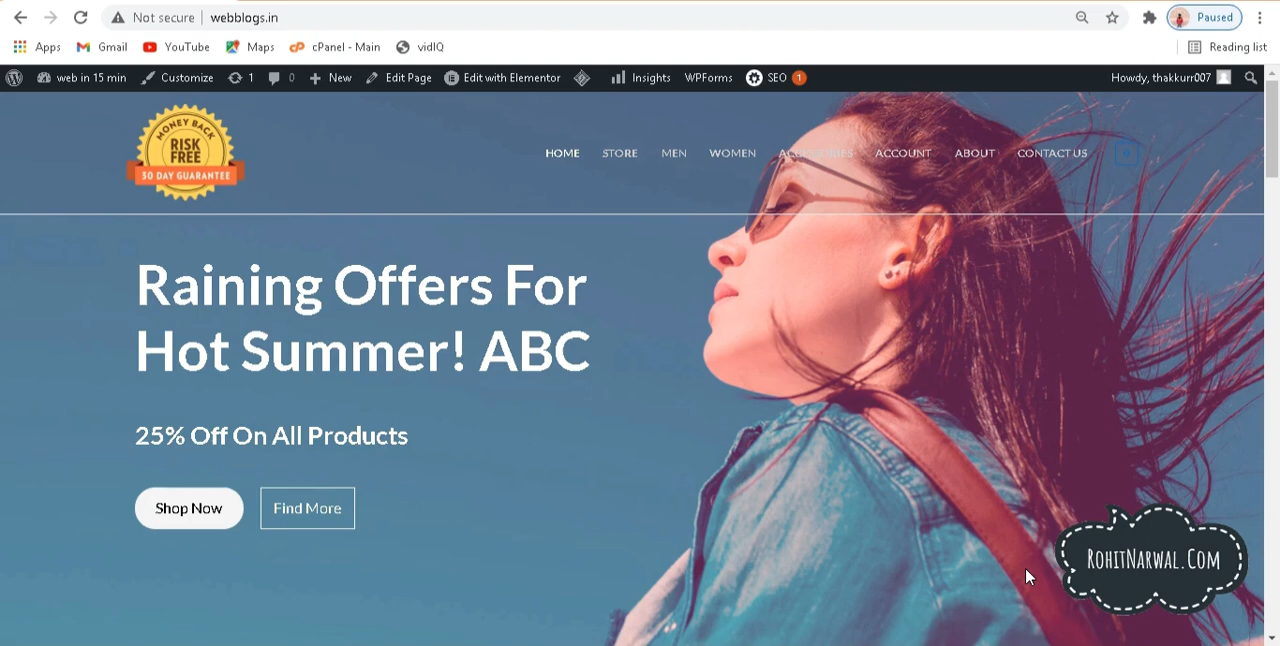 Not secure webblogs.in Paused
Apps Gmail YouTube Maps cPanel - Main vidIQ Reading list
web in 15 min Customize 1 0 New Edit Page Edit with Elementor Insights WPForms SEO 1 Howdy, thakkurr007
MONEY BACK
RISK
FREE
30 DAY GUARANTEE
HOME STORE MEN WOMEN ACCESSORIES ACCOUNT ABOUT CONTACT US 0
Raining Offers For
Hot Summer! ABC
25% Off On All Products
Shop Now Find More
RohitNarwal.Com